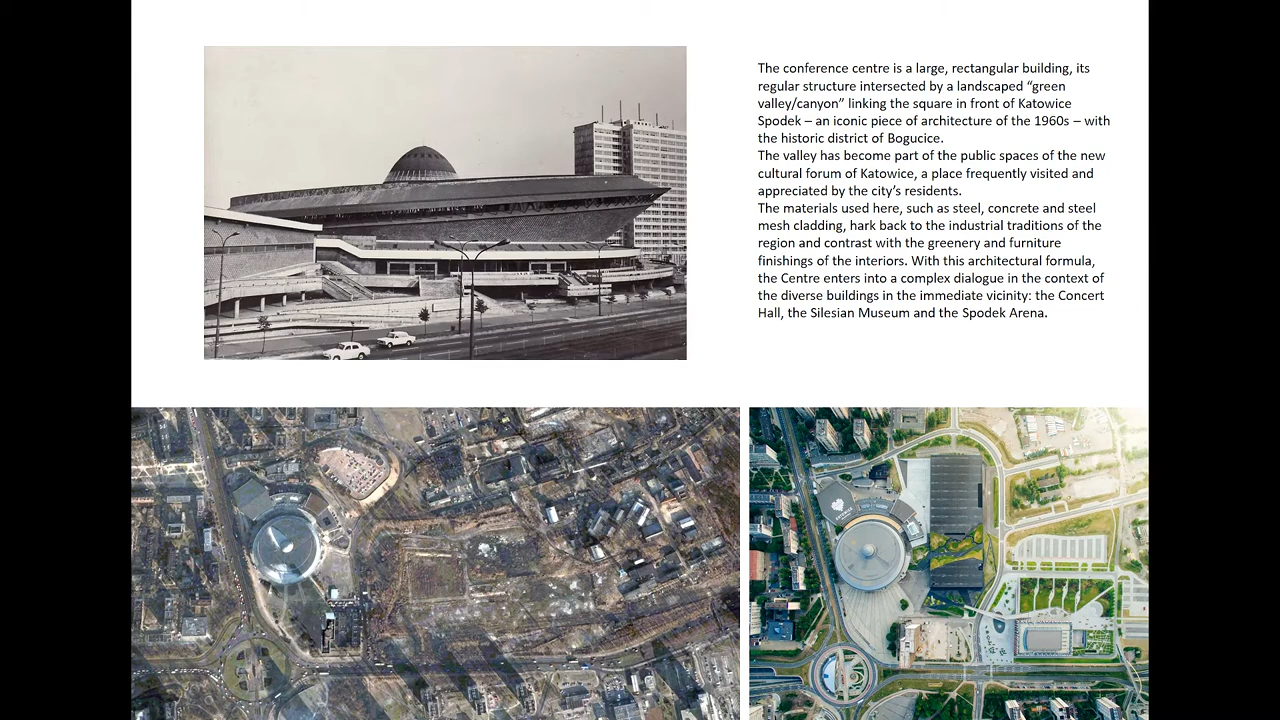 The conference centre is a large, rectangular building, its
regular structure intersected by a landscaped “green
valley/canyon” linking the square in front of Katowice
Spodek – an iconic piece of architecture of the 1960s – with
the historic district of Bogucice.
The valley has become part of the public spaces of the new
cultural forum of Katowice, a place frequently visited and
appreciated by the city’s residents.
The materials used here, such as steel, concrete and steel
mesh cladding, hark back to the industrial traditions of the
region and contrast with the greenery and furniture
finishings of the interiors. With this architectural formula,
the Centre enters into a complex dialogue in the context of
the diverse buildings in the immediate vicinity: the Concert
Hall, the Silesian Museum and the Spodek Arena.